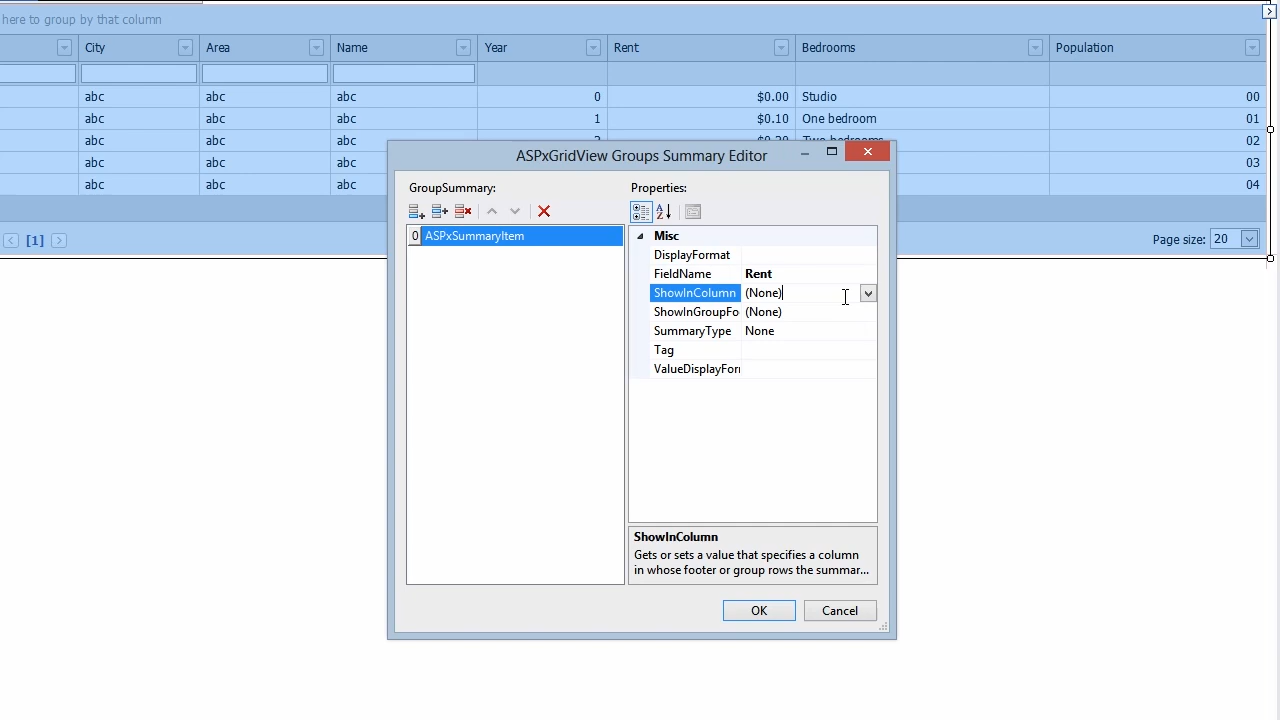 here to group by that column
City Area Name Year Rent Bedrooms Population
abc abc abc 0 $0.00 Studio 00
abc abc abc 1 $0.10 One bedroom 01
abc abc abc 02
abc abc abc 03
abc abc abc 04
[1] Page size: 20
ASPxGridView Groups Summary Editor
GroupSummary: Properties:
0 ASPxSummaryItem
Misc
DisplayFormat
FieldName Rent
ShowInColumn (None)
ShowInGroupFo (None)
SummaryType None
Tag
ValueDisplayFor
ShowInColumn
Gets or sets a value that specifies a column
in whose footer or group rows the summar...
OK Cancel